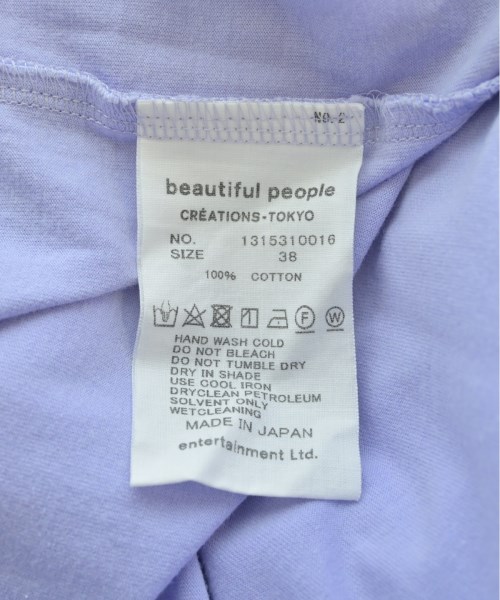 NO. 2
beautiful people
CRÉATIONS-TOKYO
NO. 1315310016
SIZE 38
100% COTTON
F W
HAND WASH COLD
DO NOT BLEACH
DO NOT TUMBLE DRY
DRY IN SHADE
USE COOL IRON
DRYCLEAN PETROLEUM
SOLVENT ONLY
WETCLEANING
MADE IN JAPAN
entertainment Ltd.